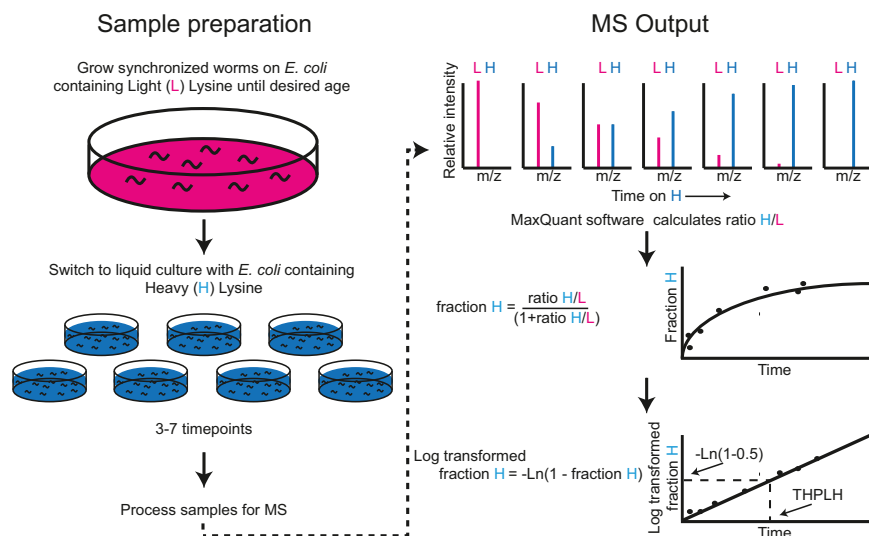 Sample preparation
Grow synchronized worms on E. coli
containing Light (L) Lysine until desired age
Switch to liquid culture with E. coli containing
Heavy (H) Lysine
3-7 timepoints
Process samples for MS
MS Output
Relative intensity
L H
L H
L H
L H
L H
L H
L H
m/z
m/z
m/z
m/z
m/z
m/z
m/z
Time on H
MaxQuant software calculates ratio H/L
fraction H = ratio H/L
(1+ratio H/L)
Fraction H
Time
Log transformed
fraction H = -Ln(1 - fraction H)
Log transformed
fraction H
-Ln(1-0.5)
THPLH
Time